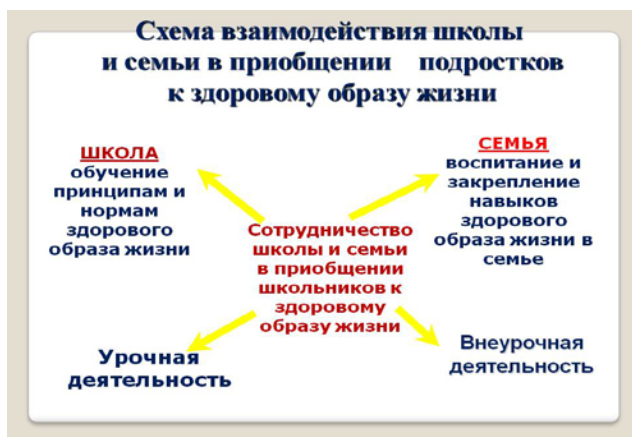 Схема взаимодействия школы
и семьи в приобщении подростков
к здоровому образу жизни
ШКОЛА
обучение
принципам и
нормам
здорового
образа жизни
СЕМЬЯ
воспитание и
закрепление
навыков
здорового
образа жизни в
семье
Сотрудничество
школы и семьи
в приобщении
школьников к
здоровому
образу жизни
Урочная
деятельность
Внеурочная
деятельность